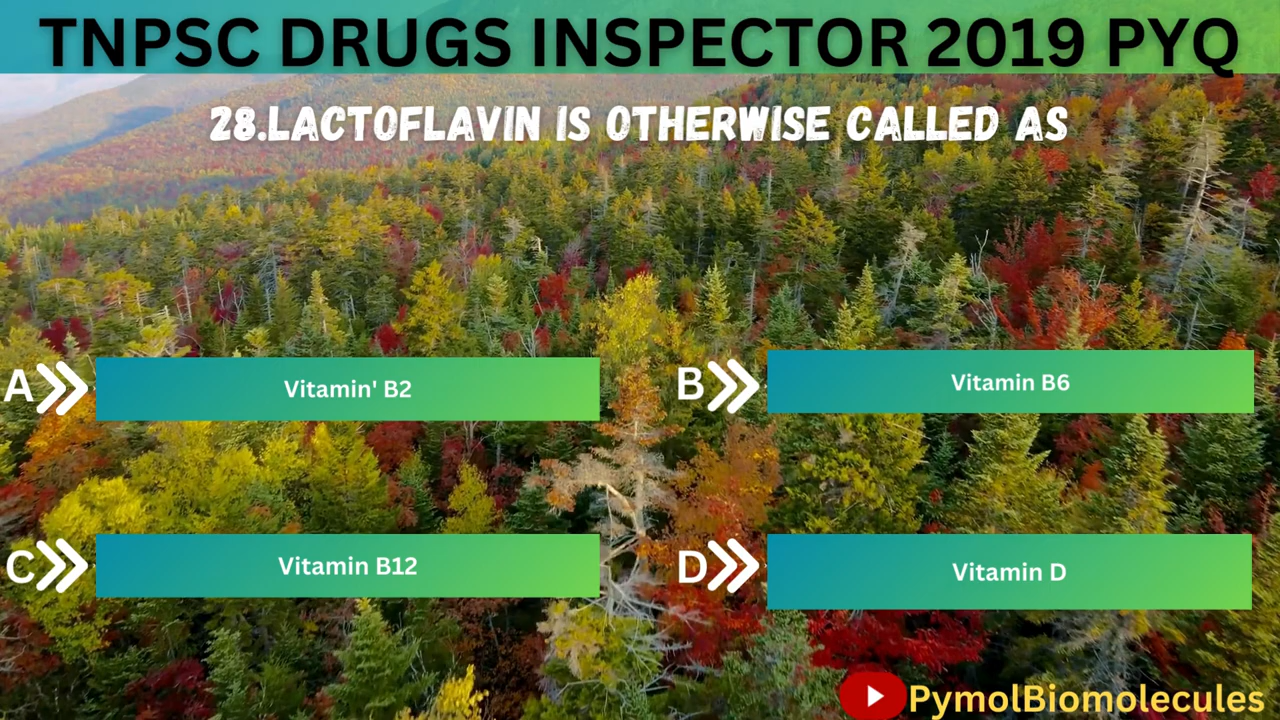 TNPSC DRUGS INSPECTOR 2019 PYQ
28.LACTOFLAVIN IS OTHERWISE CALLED AS
A Vitamin' B2
B Vitamin B6
C Vitamin B12
D Vitamin D
PymolBiomolecules